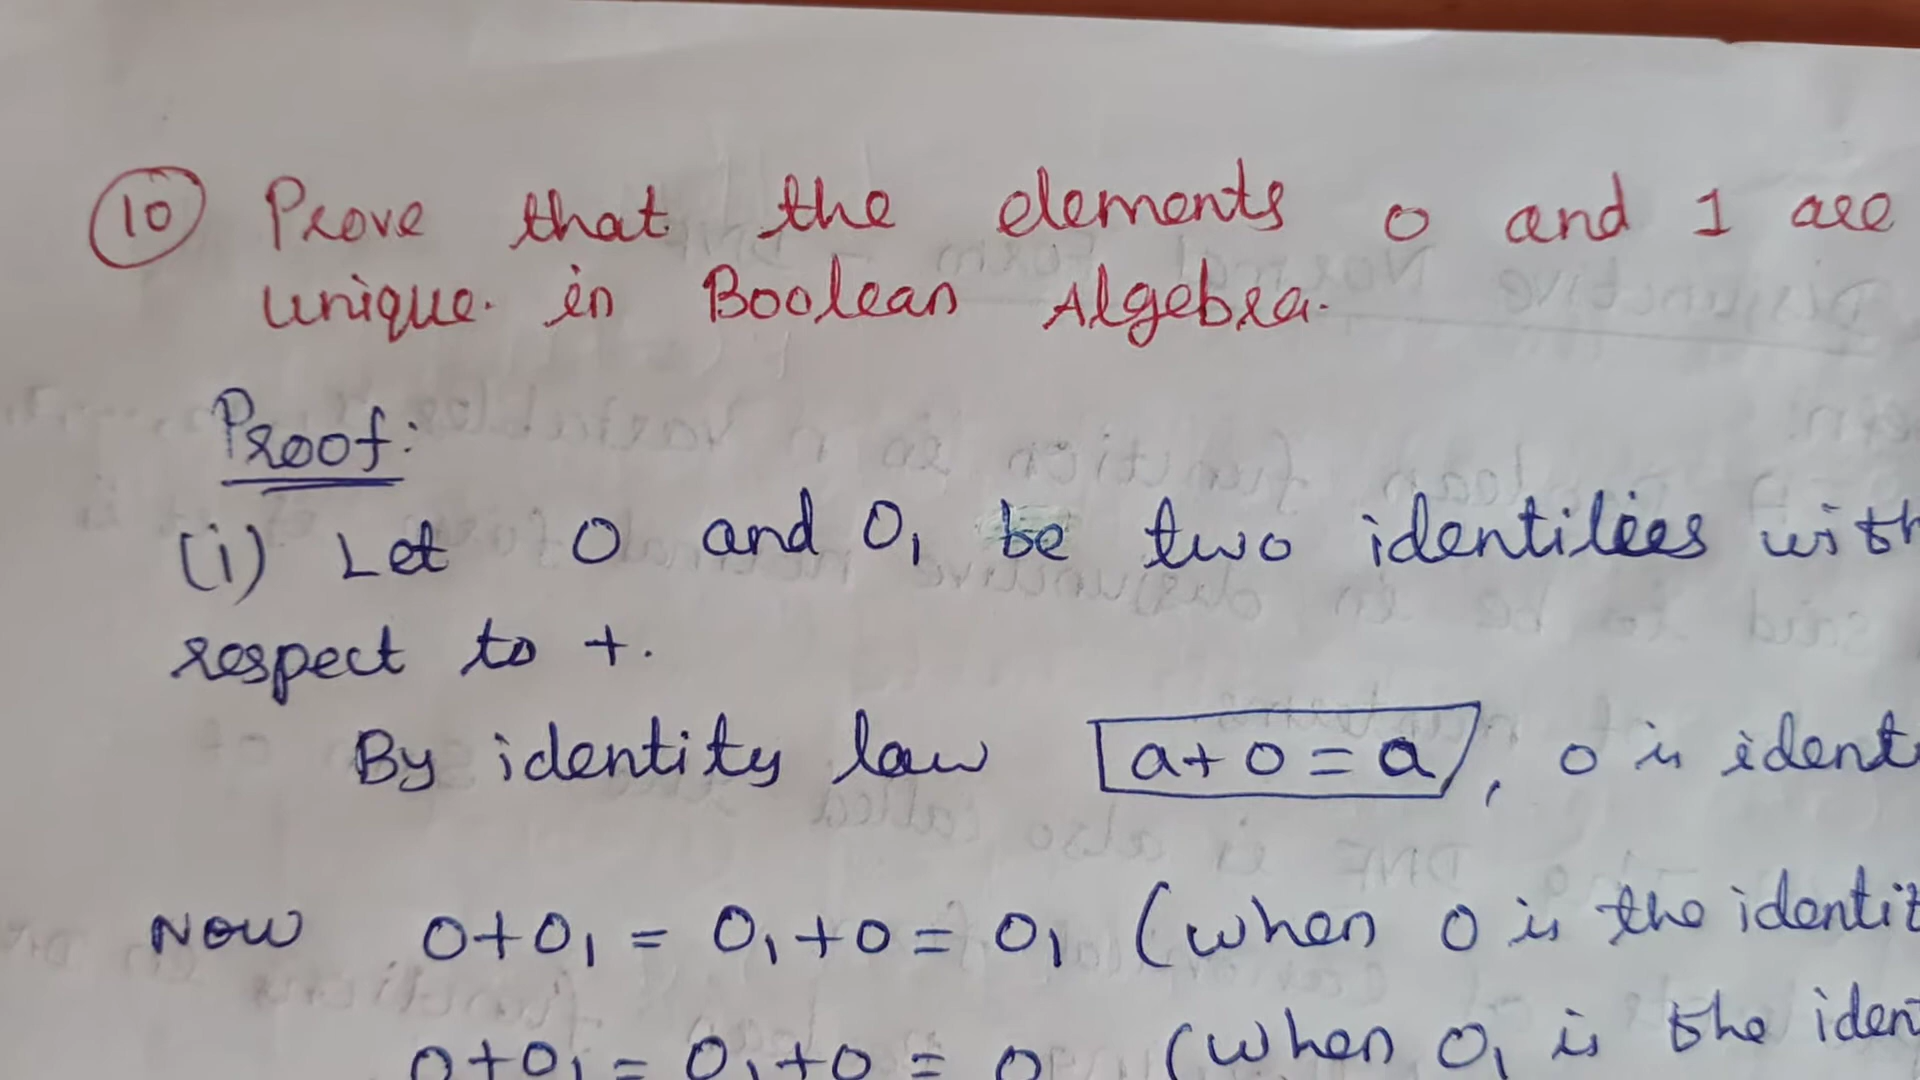 10 Prove that the elements 0 and 1 are
unique. in Boolean Algebra.
Proof:
(i) Let 0 and 0₁ be two identities with
respect to +.
By identity law a+0=a, 0 is ident
Now 0+0₁ = 0₁+0 = 0₁ (when 0 is the identit
0+0₁ = 0₁+0 = 0 (when 0₁ is the iden